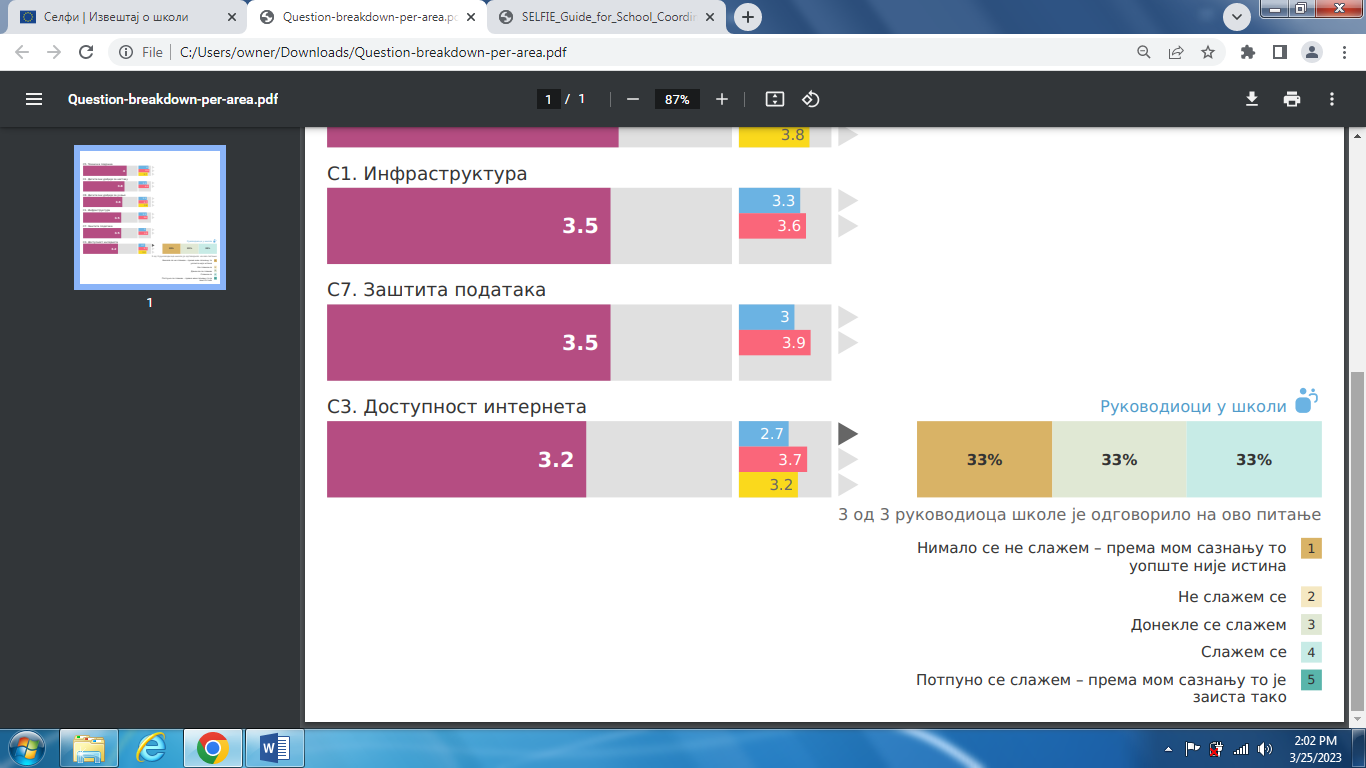 Селфи | Извештај о школи
Question-breakdown-per-area.pd
SELFIE_Guide_for_School_Coordin
File
C:/Users/owner/Downloads/Question-breakdown-per-area.pdf
Question-breakdown-per-area.pdf
1 / 1
87%
1
3.8
C1. Инфраструктура
3.5
3.3
3.6
C7. Заштита података
3.5
3
3.9
C3. Доступност интернета
3.2
2.7
3.7
3.2
Руководиоци у школи
33% 33% 33%
3 од 3 руководиоца школе је одговорило на ово питање
Нимало се не слажем – према мом сазнању то 1
уопште није истина
Не слажем се 2
Донекле се слажем 3
Слажем се 4
Потпуно се слажем – према мом сазнању то је 5
заиста тако
2:02 PM
3/25/2023